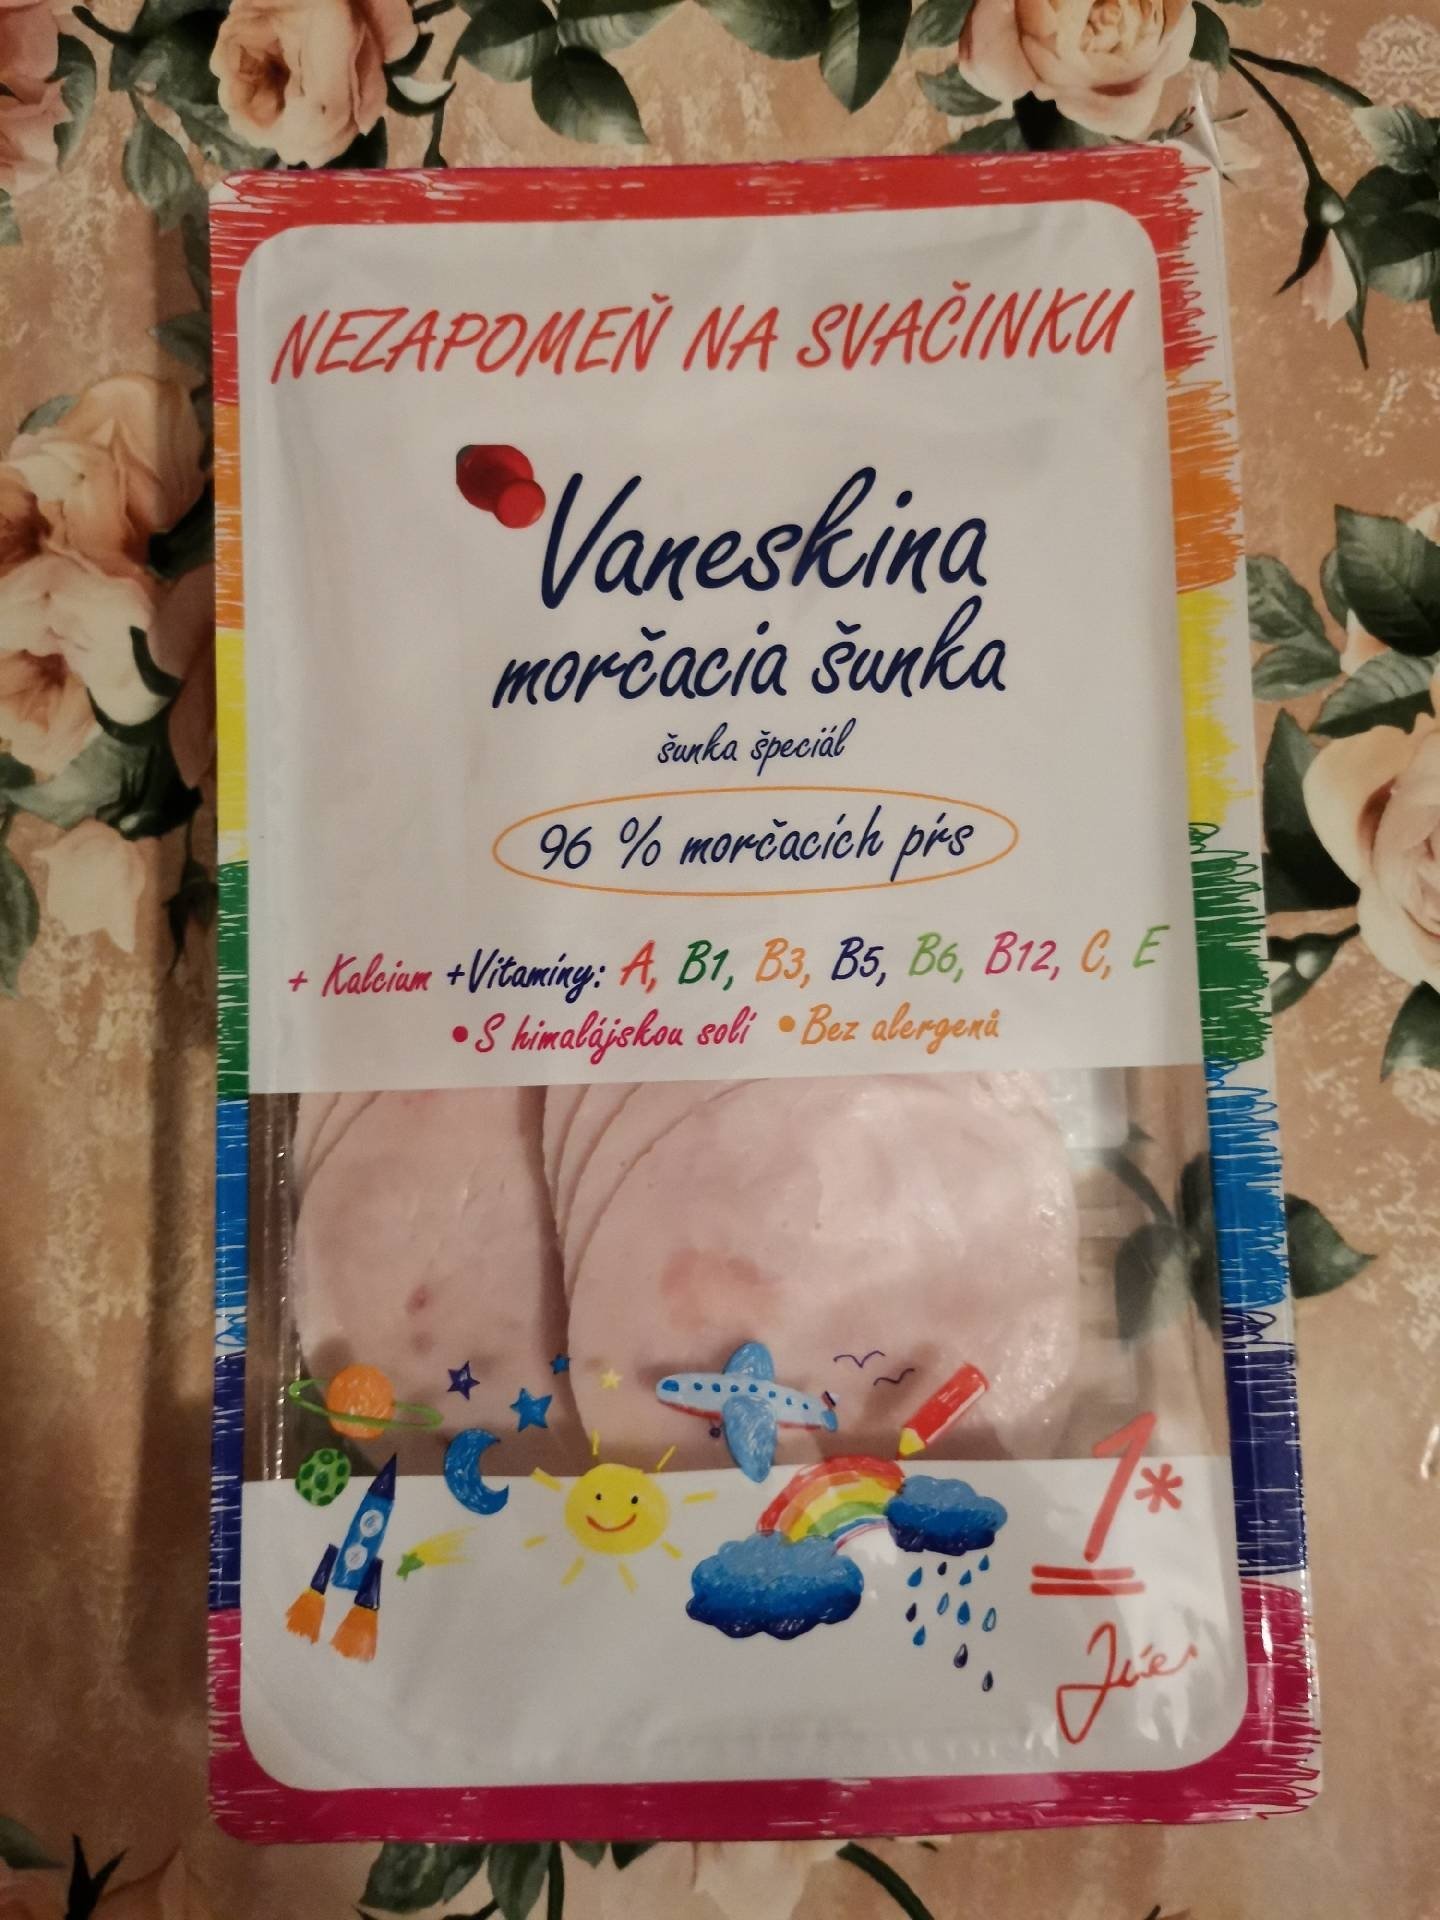 NEZAPOMEŇ NA SVAČINKU
Vaneskina
morčacia šunka
šunka špeciál
96 % morčacích pŕs
+ Kalcium +Vitamíny: A, B1, B3, B5, B6, B12, C, E
• S himalájskou solí • Bez alergenů
1*